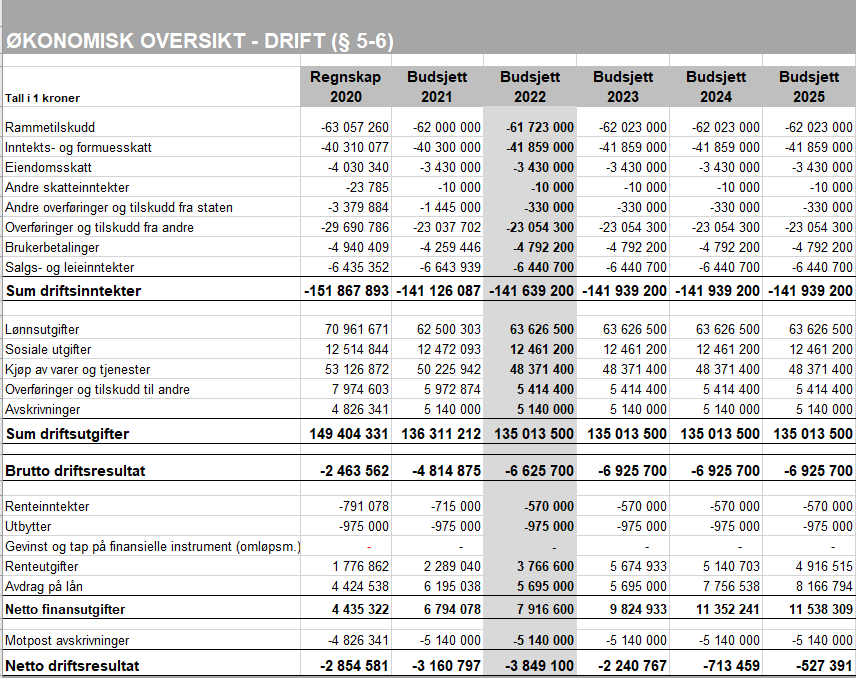 ØKONOMISK OVERSIKT - DRIFT (§ 5-6)
Regnskap Budsjett Budsjett Budsjett Budsjett Budsjett
Tall i 1 kroner 2020 2021 2022 2023 2024 2025
Rammetilskudd -63 057 260 -62 000 000 -61 723 000 -62 023 000 -62 023 000 -62 023 000
Inntekts- og formuesskatt -40 310 077 -40 300 000 -41 859 000 -41 859 000 -41 859 000 -41 859 000
Eiendomsskatt -4 030 340 -3 430 000 -3 430 000 -3 430 000 -3 430 000 -3 430 000
Andre skatteinntekter -23 785 -10 000 -10 000 -10 000 -10 000 -10 000
Andre overføringer og tilskudd fra staten -3 379 884 -1 445 000 -330 000 -330 000 -330 000 -330 000
Overføringer og tilskudd fra andre -29 690 786 -23 037 702 -23 054 300 -23 054 300 -23 054 300 -23 054 300
Brukerbetalinger -4 940 409 -4 259 446 -4 792 200 -4 792 200 -4 792 200 -4 792 200
Salgs- og leieinntekter -6 435 352 -6 643 939 -6 440 700 -6 440 700 -6 440 700 -6 440 700
Sum driftsinntekter -151 867 893 -141 126 087 -141 639 200 -141 939 200 -141 939 200 -141 939 200
Lønnsutgifter 70 961 671 62 500 303 63 626 500 63 626 500 63 626 500 63 626 500
Sosiale utgifter 12 514 844 12 472 093 12 461 200 12 461 200 12 461 200 12 461 200
Kjøp av varer og tjenester 53 126 872 50 225 942 48 371 400 48 371 400 48 371 400 48 371 400
Overføringer og tilskudd til andre 7 974 603 5 972 874 5 414 400 5 414 400 5 414 400 5 414 400
Avskrivninger 4 826 341 5 140 000 5 140 000 5 140 000 5 140 000 5 140 000
Sum driftsutgifter 149 404 331 136 311 212 135 013 500 135 013 500 135 013 500 135 013 500
Brutto driftsresultat -2 463 562 -4 814 875 -6 625 700 -6 925 700 -6 925 700 -6 925 700
Renteinntekter -791 078 -715 000 -570 000 -570 000 -570 000 -570 000
Utbytter -975 000 -975 000 -975 000 -975 000 -975 000 -975 000
Gevinst og tap på finansielle instrument (omløpsm.) - - - - - -
Renteutgifter 1 776 862 2 289 040 3 766 600 5 674 933 5 140 703 4 916 515
Avdrag på lån 4 424 538 6 195 038 5 695 000 5 695 000 7 756 538 8 166 794
Netto finansutgifter 4 435 322 6 794 078 7 916 600 9 824 933 11 352 241 11 538 309
Motpost avskrivninger -4 826 341 -5 140 000 -5 140 000 -5 140 000 -5 140 000 -5 140 000
Netto driftsresultat -2 854 581 -3 160 797 -3 849 100 -2 240 767 -713 459 -527 391